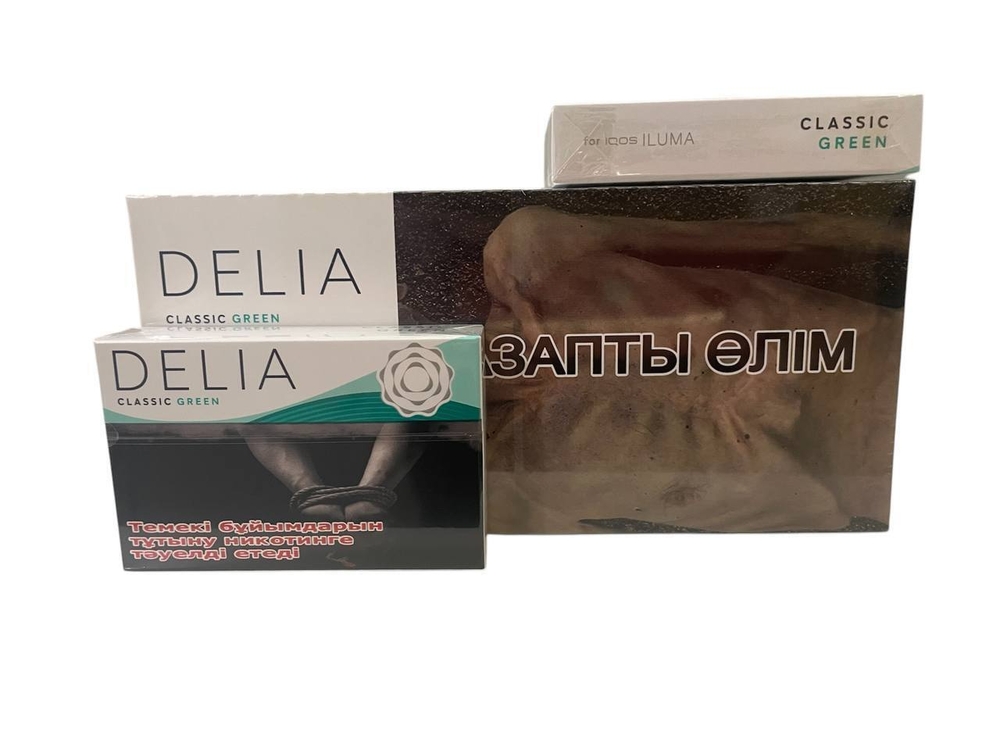 for IQOS ILUMA
CLASSIC
GREEN
DELIA
CLASSIC GREEN
АЗАПТЫ ӨЛІМ
DELIA
CLASSIC GREEN
Темекі бұйымдарын
тұтыну никотинге
тәуелді етеді